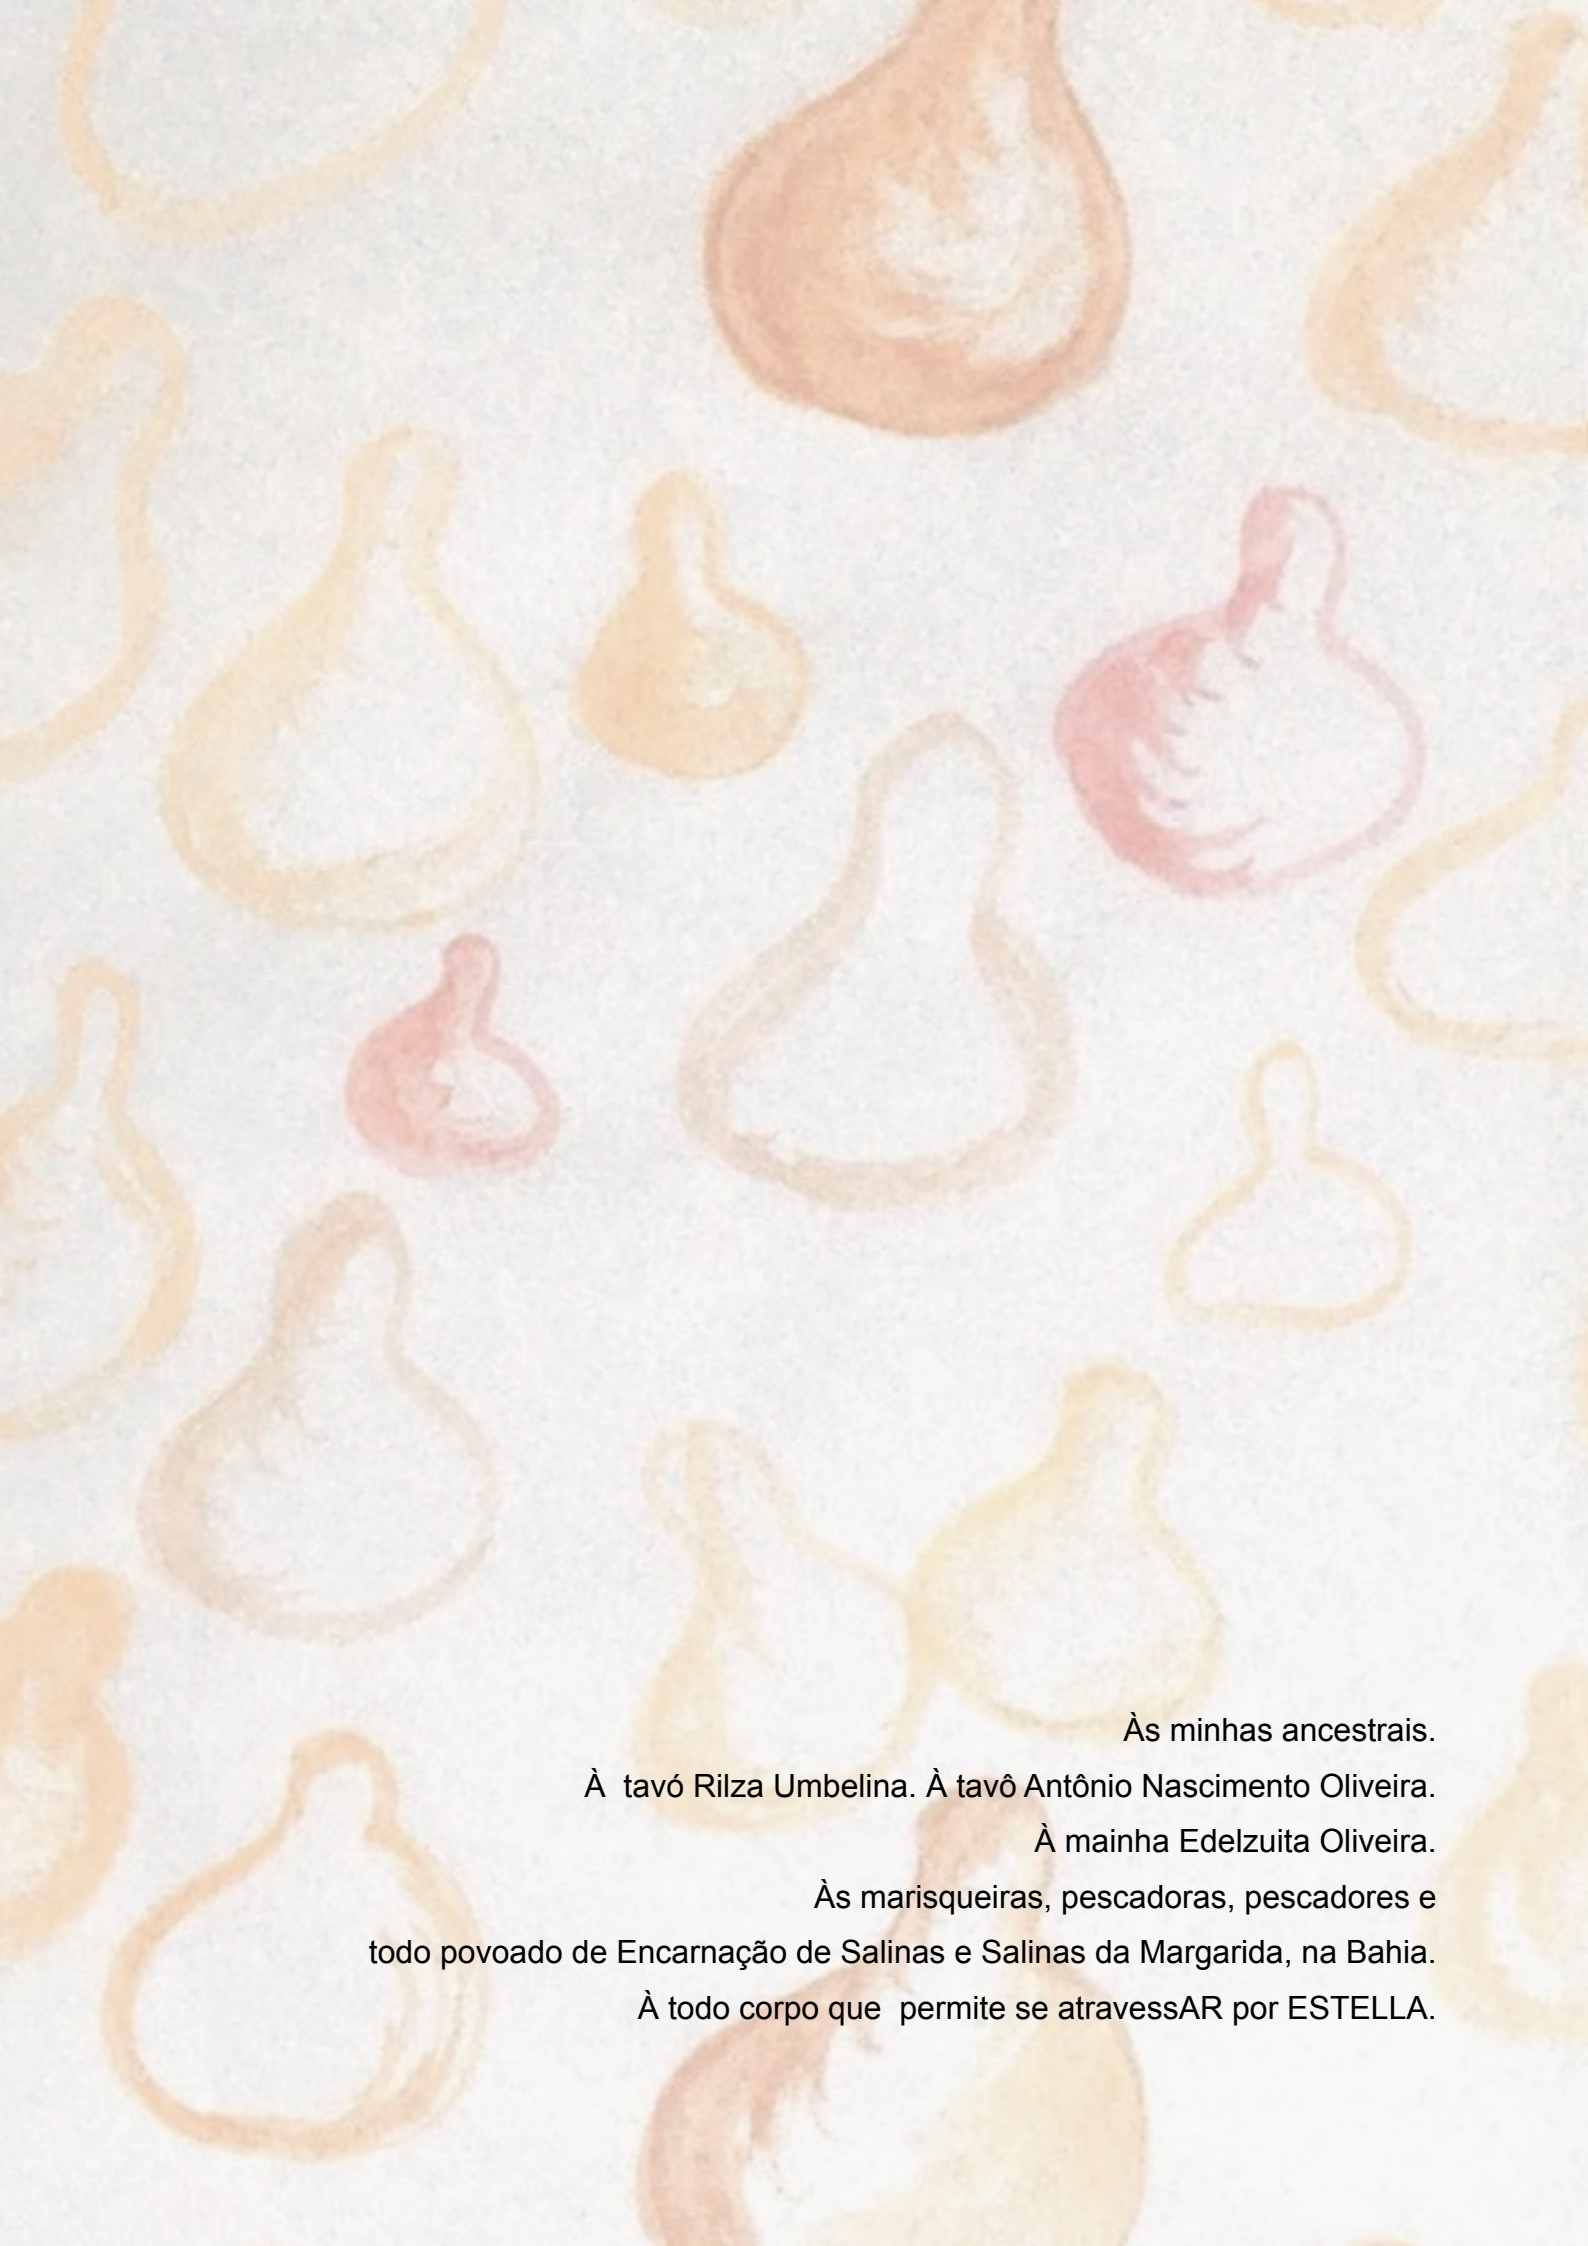 Às minhas ancestrais.
À  tavó Rilza Umbelina. À tavô Antônio Nascimento Oliveira.
À mainha Edelzuita Oliveira.
Às marisqueiras, pescadoras, pescadores e
todo povoado de Encarnação de Salinas e Salinas da Margarida, na Bahia.
À todo corpo que  permite se atravessAR por ESTELLA.